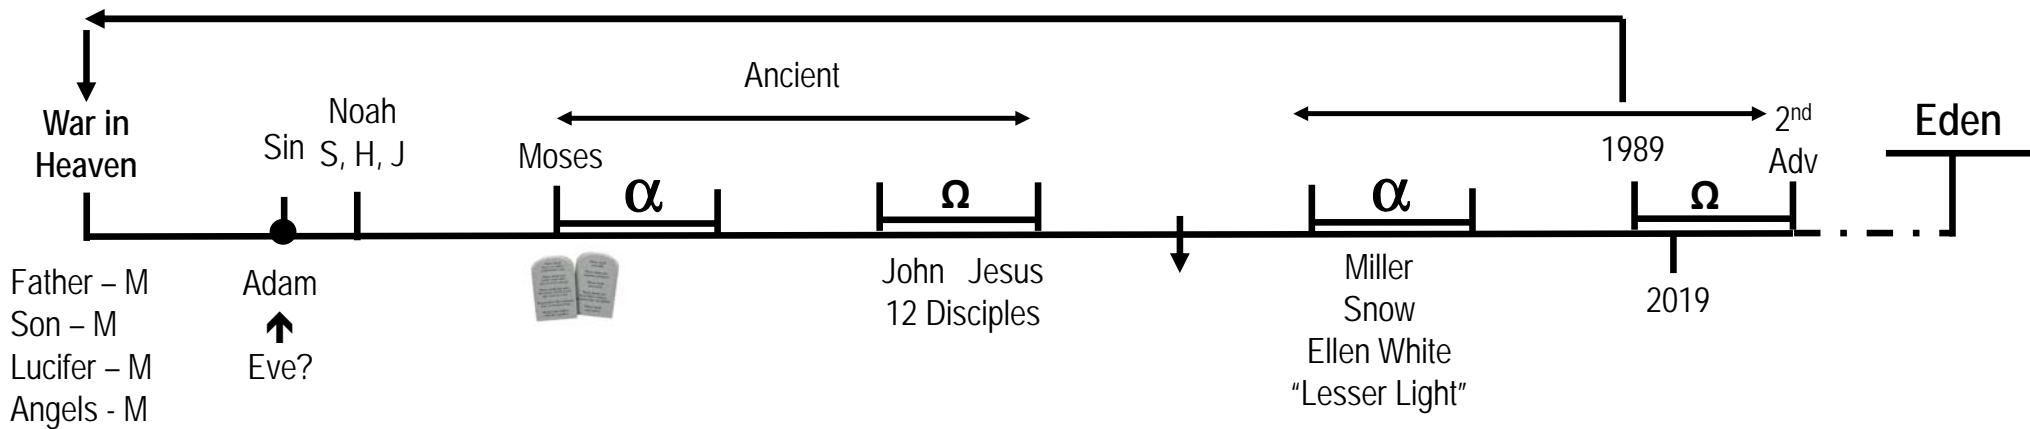 War in
Heaven
Sin
Noah
S, H, J
Moses
Ancient
α
Ω
α
1989
Ω
2nd
Adv
Eden
Father – M
Son – M
Lucifer – M
Angels - M
Adam
Eve?
John Jesus
12 Disciples
Miller
Snow
Ellen White
“Lesser Light”
2019